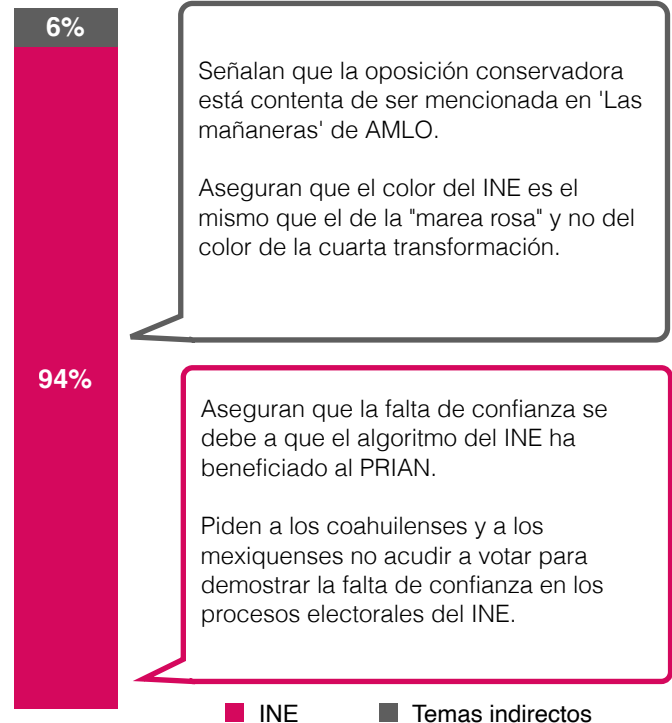 6%
Señalan que la oposición conservadora
está contenta de ser mencionada en 'Las
mañaneras' de AMLO.
Aseguran que el color del INE es el
mismo que el de la "marea rosa" y no del
color de la cuarta transformación.
94%
Aseguran que la falta de confianza se
debe a que el algoritmo del INE ha
beneficiado al PRIAN.
Piden a los coahuilenses y a los
mexiquenses no acudir a votar para
demostrar la falta de confianza en los
procesos electorales del INE.
INE Temas indirectos